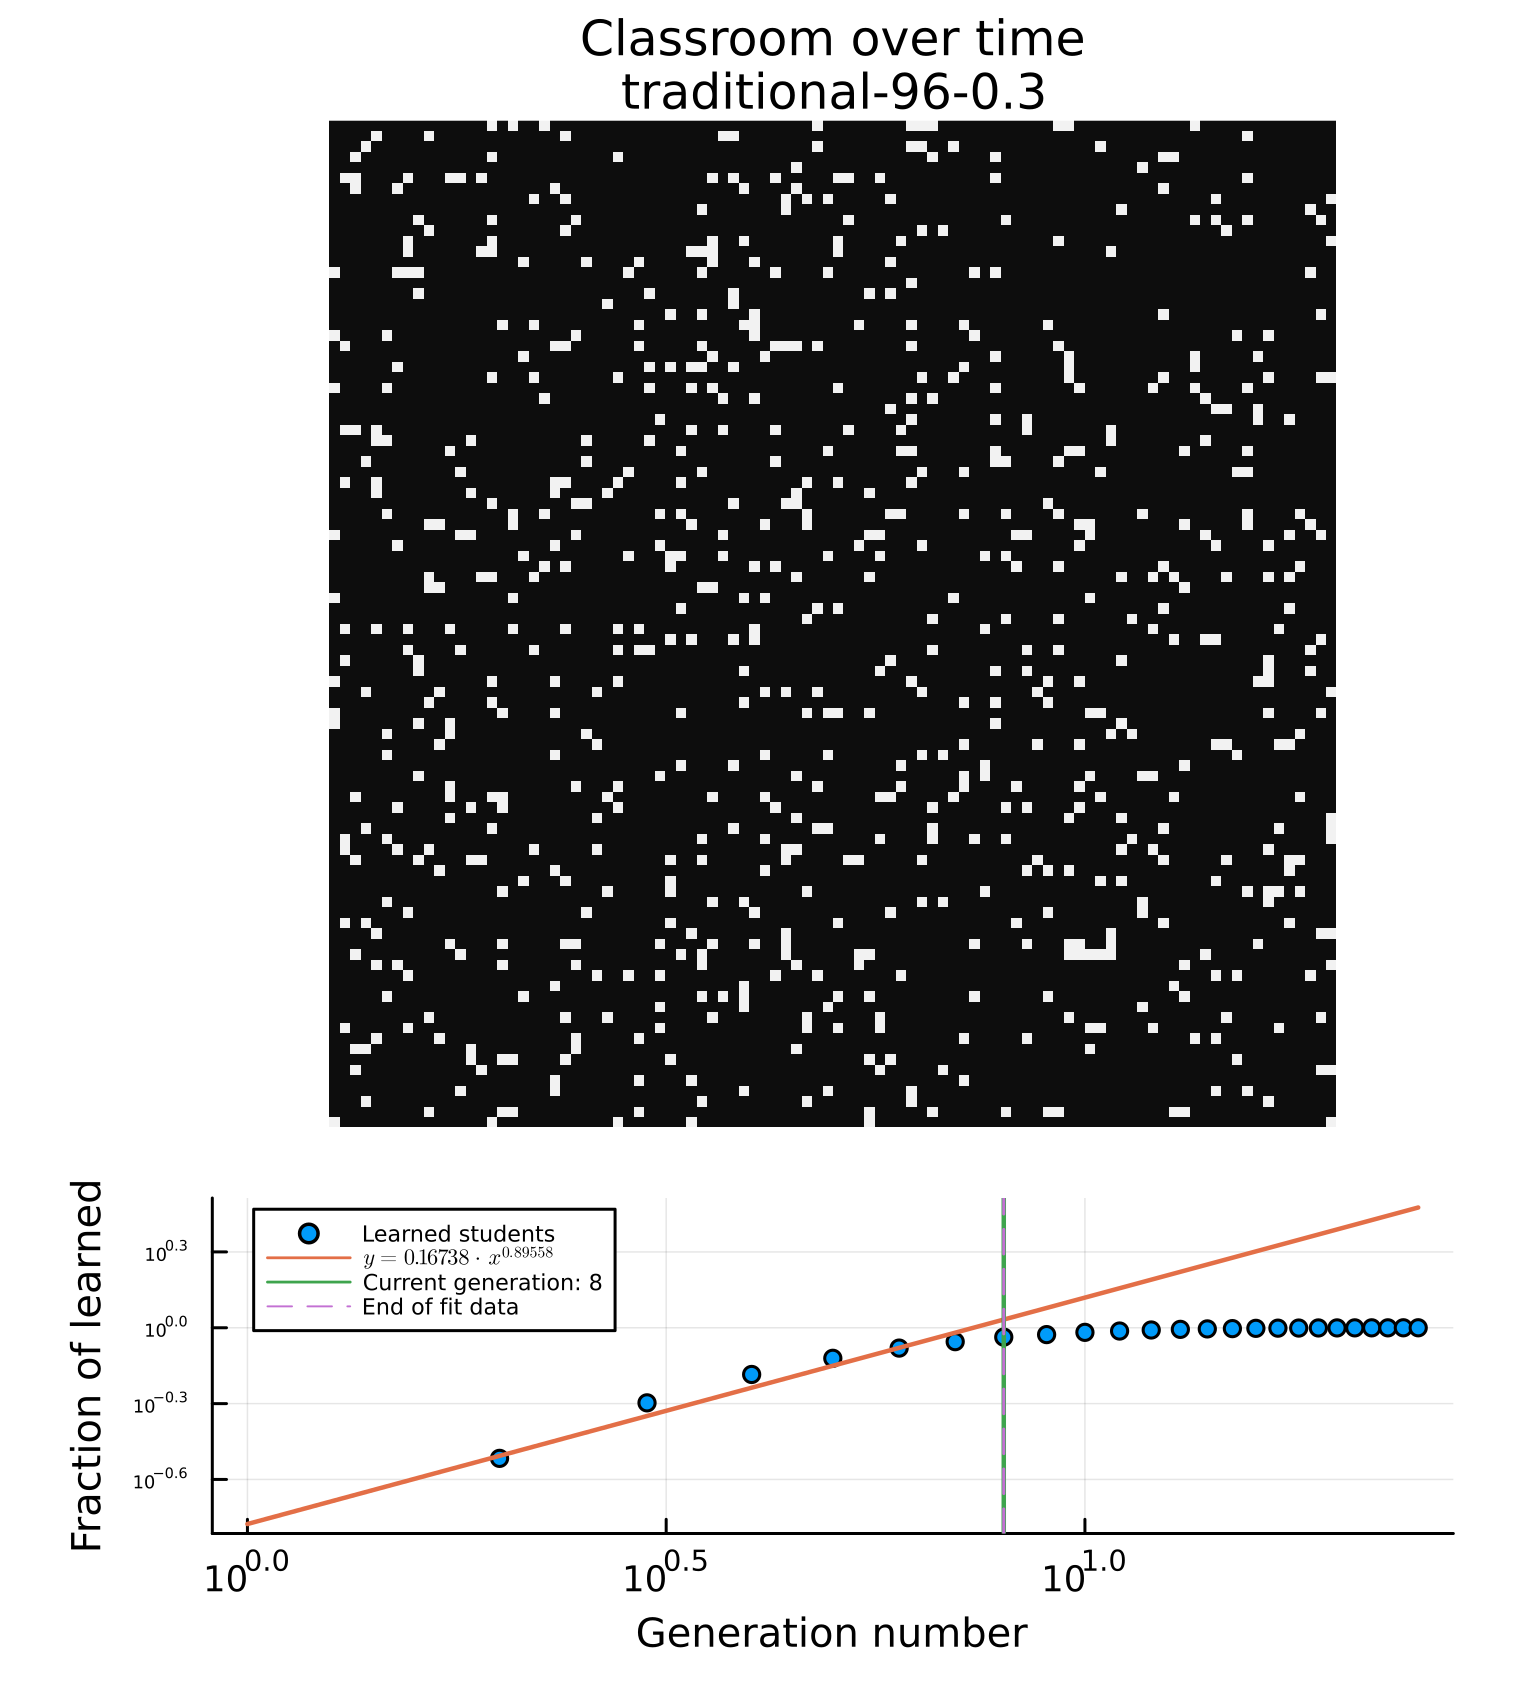 Classroom over time
traditional-96-0.3
Fraction of learned
10^0.3
10^0.0
10^−0.3
10^−0.6
Learned students
y = 0.16738 · x^0.89558
Current generation: 8
End of fit data
10^0.0 10^0.5 10^1.0
Generation number